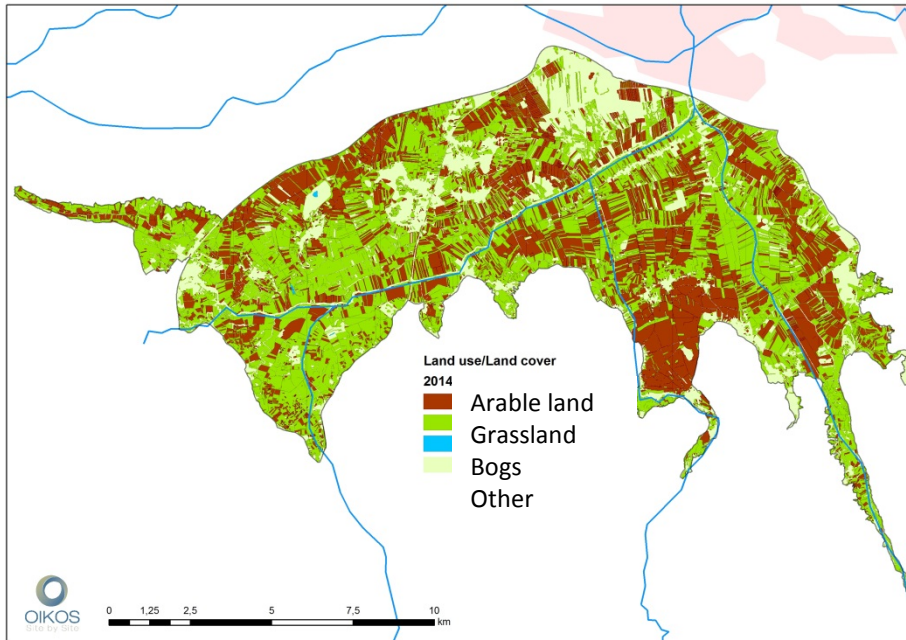 Land use/Land cover
2014
Arable land
Grassland
Bogs
Other
OIKOS
Site by Site
0 1,25 2,5 5 7,5 10
km